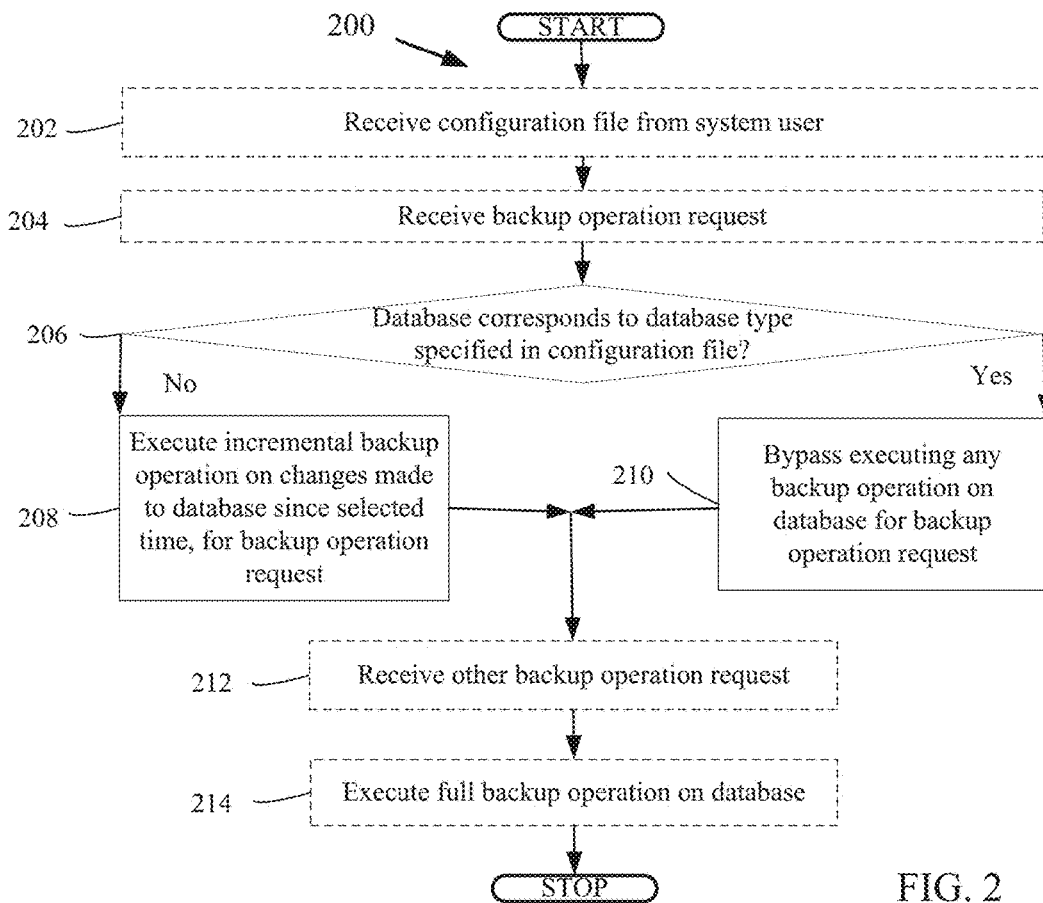 200
START
202
Receive configuration file from system user
204
Receive backup operation request
206
Database corresponds to database type
specified in configuration file?
No
Yes
208
Execute incremental backup
operation on changes made
to database since selected
time, for backup operation
request
210
Bypass executing any
backup operation on
database for backup
operation request
212
Receive other backup operation request
214
Execute full backup operation on database
STOP
FIG. 2